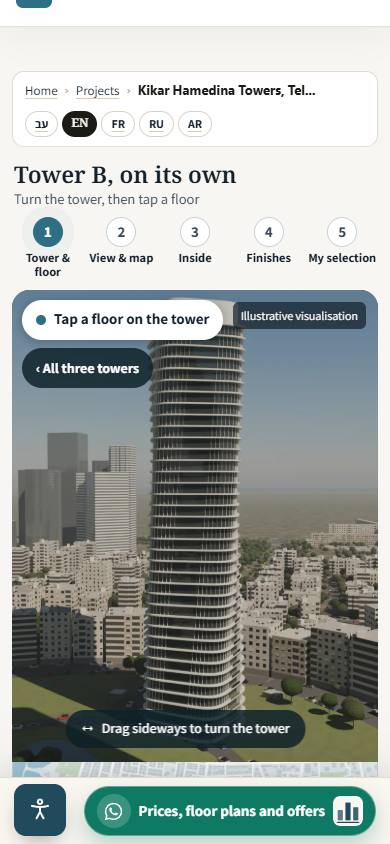 Home › Projects › Kikar Hamedina Towers, Tel...
עב EN FR RU AR
Tower B, on its own
Turn the tower, then tap a floor
1 2 3 4 5
Tower & floor View & map Inside Finishes My selection
Tap a floor on the tower
Illustrative visualisation
‹ All three towers
↔ Drag sideways to turn the tower
Prices, floor plans and offers